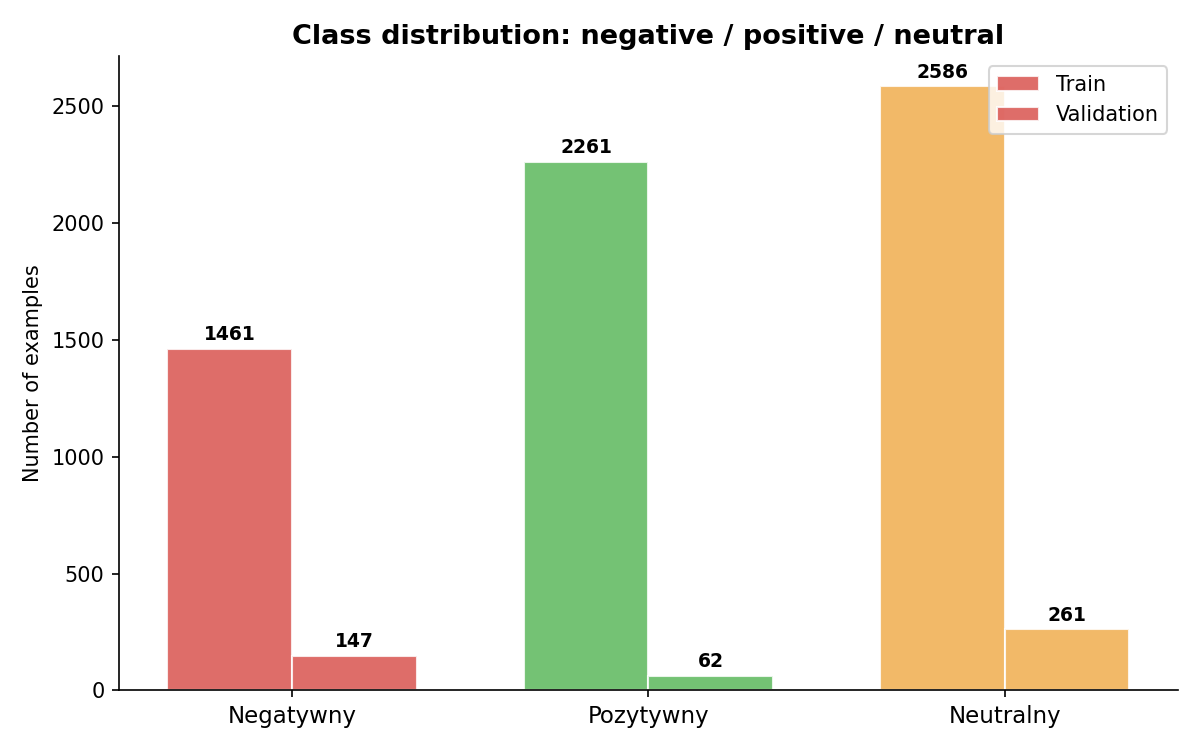 Class distribution: negative / positive / neutral
Train
Validation
Number of examples
2500
2000
1500
1000
500
0
1461
147
2261
62
2586
261
Negatywny
Pozytywny
Neutralny